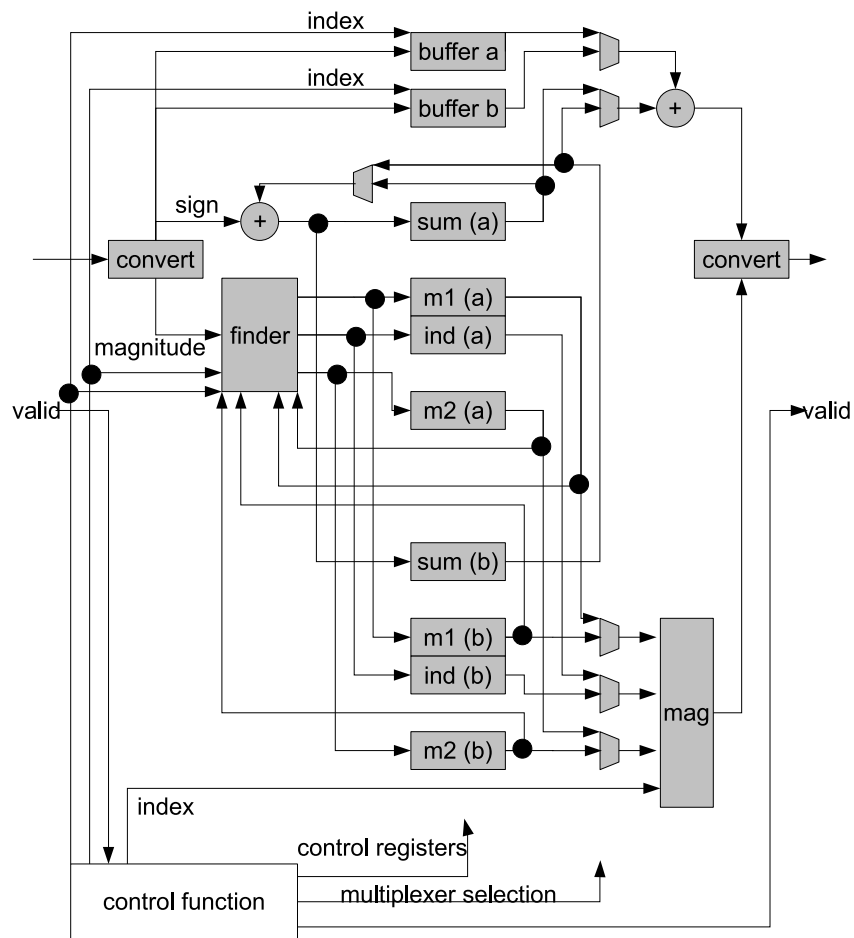 index
buffer a
index
buffer b
+
sign
+
sum (a)
convert
convert
m1 (a)
finder
ind (a)
magnitude
valid
m2 (a)
valid
sum (b)
m1 (b)
ind (b)
mag
m2 (b)
index
control registers
control function
multiplexer selection